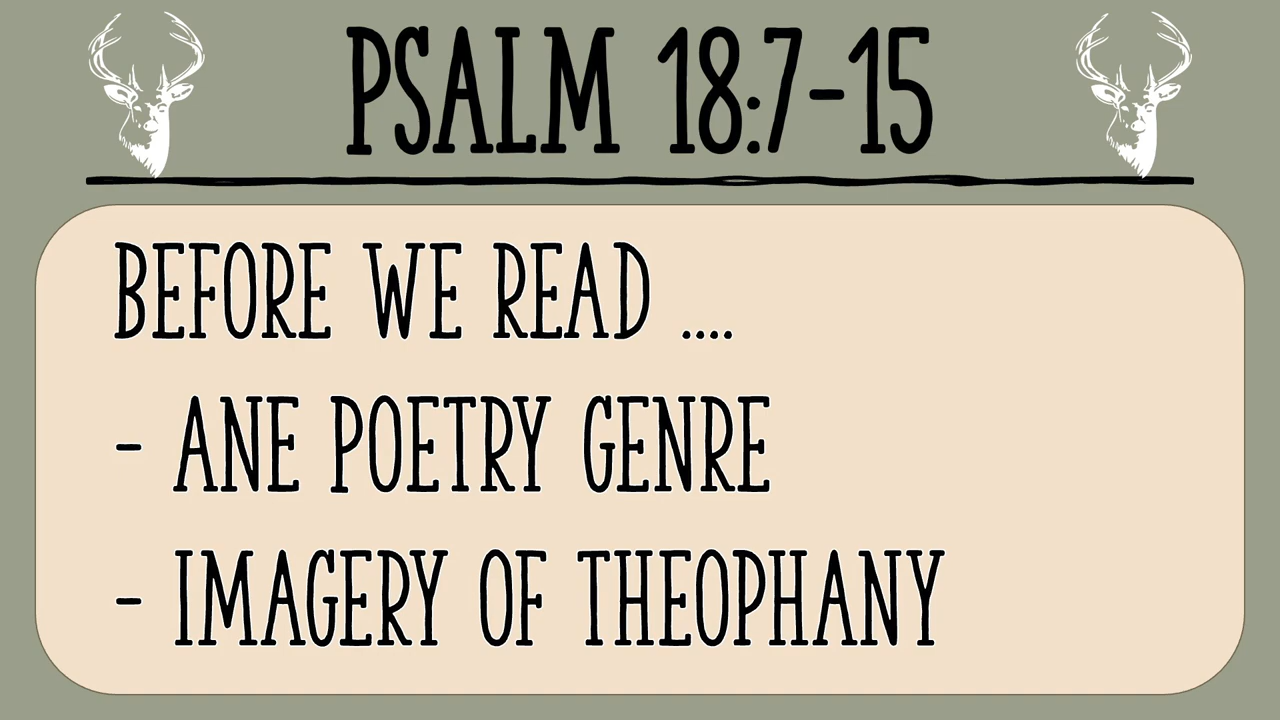 PSALM 18:7-15
BEFORE WE READ ....
- ANE POETRY GENRE
- IMAGERY OF THEOPHANY